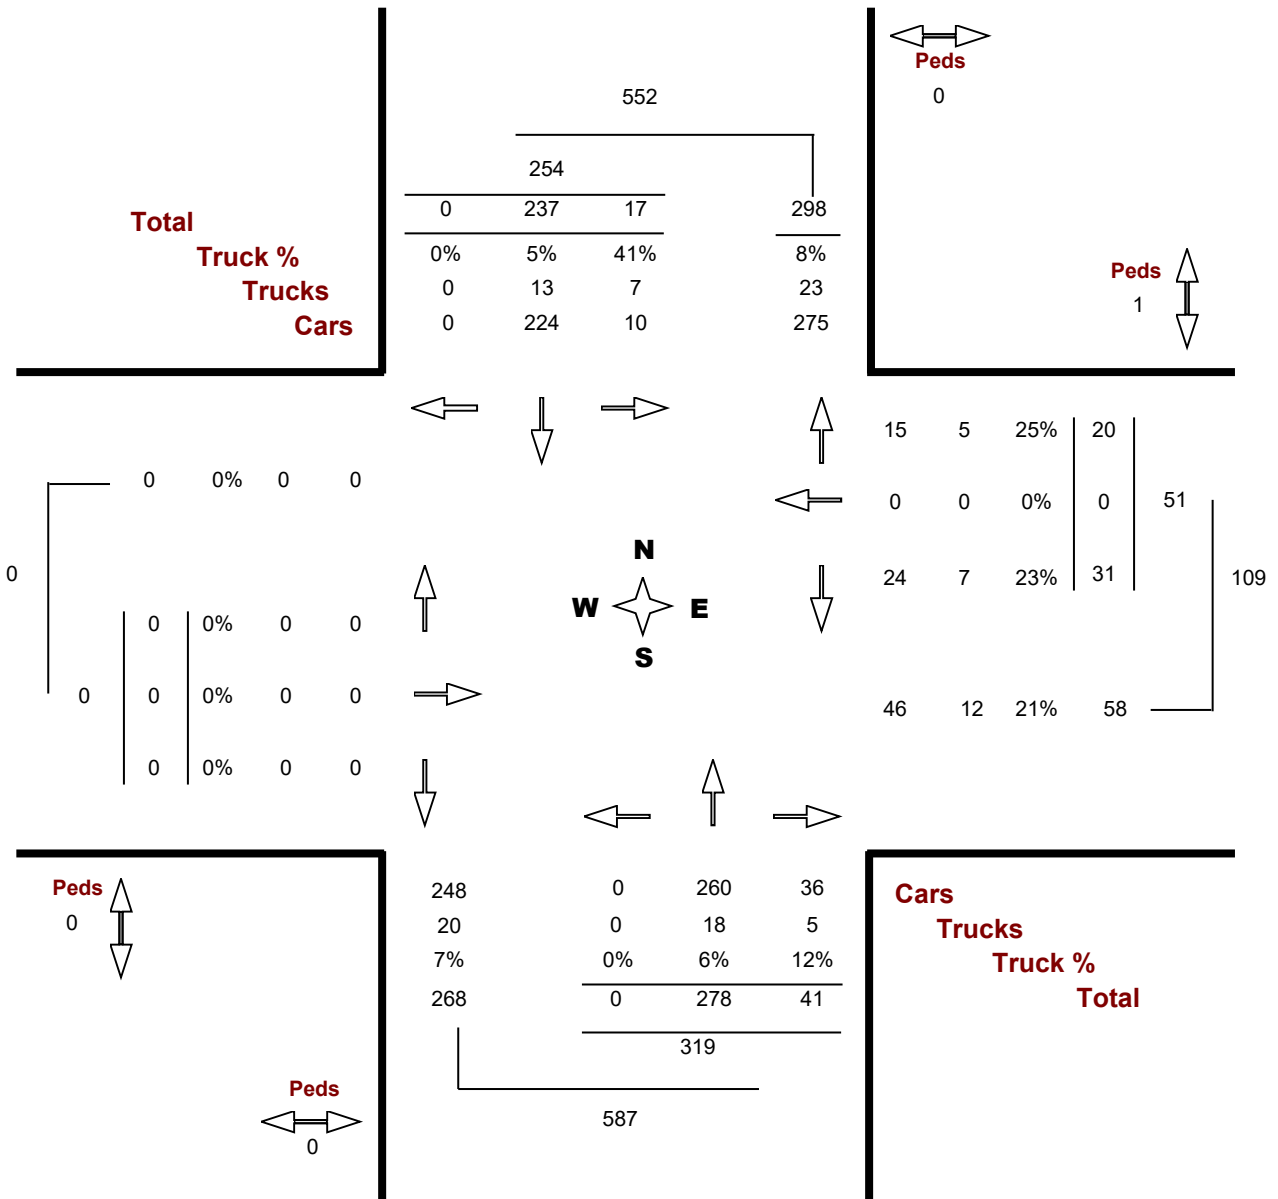 Peds
0
552
254
0 237 17 298
Total
0% 5% 41% 8%
Truck %
0 13 7 23
Trucks
0 224 10 275
Cars
Peds
1
15 5 25% 20
0 0% 0 0
0 0 0% 0 51
N
0
24 7 23% 31 109
W E
S
0 0% 0 0
0 0 0% 0 0
46 12 21% 58
0 0% 0 0
Peds
0
248 0 260 36
20 0 18 5
7% 0% 6% 12%
268 0 278 41
319
587
Cars
Trucks
Truck %
Total
Peds
0